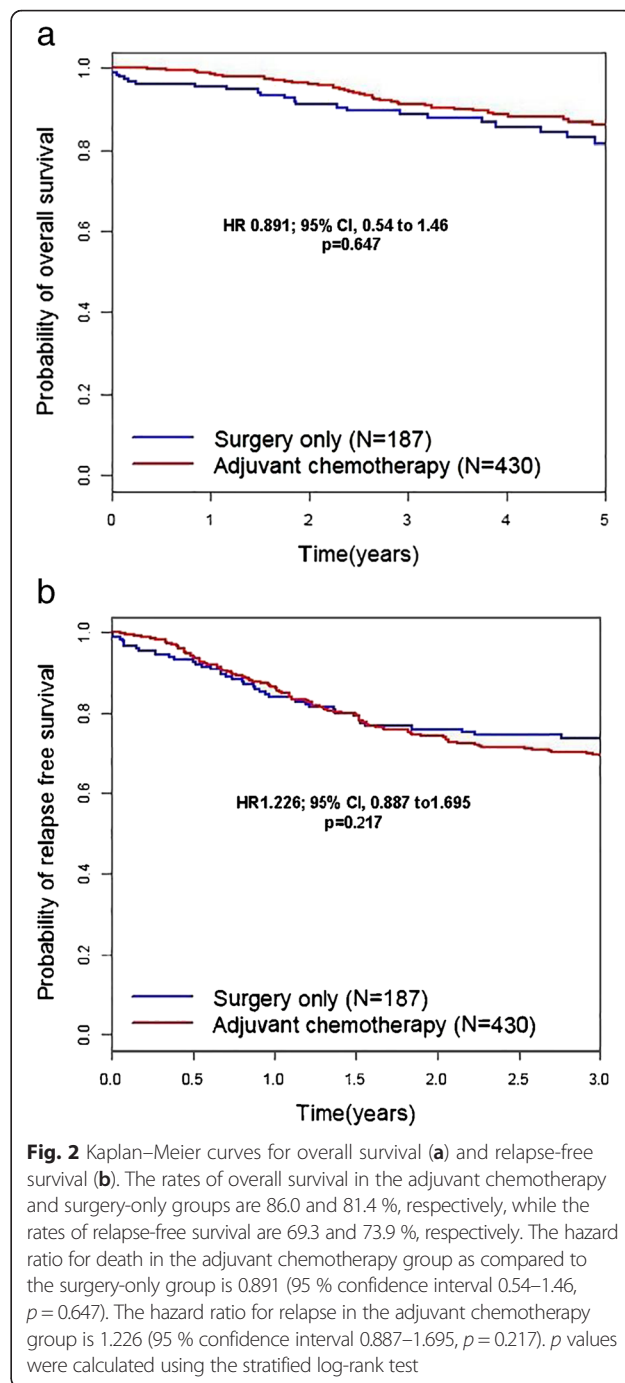 a
1.0
0.8
0.6
0.4
0.2
0.0
Probability of overall survival
HR 0.891; 95% CI, 0.54 to 1.46
p=0.647
Surgery only (N=187)
Adjuvant chemotherapy (N=430)
0 1 2 3 4 5
Time(years)
b
1.0
0.8
0.6
0.4
0.2
0.0
Probability of relapse free survival
HR1.226; 95% CI, 0.887 to1.695
p=0.217
Surgery only (N=187)
Adjuvant chemotherapy (N=430)
0.0 0.5 1.0 1.5 2.0 2.5 3.0
Time(years)
Fig. 2 Kaplan–Meier curves for overall survival (a) and relapse-free
survival (b). The rates of overall survival in the adjuvant chemotherapy
and surgery-only groups are 86.0 and 81.4 %, respectively, while the
rates of relapse-free survival are 69.3 and 73.9 %, respectively. The hazard
ratio for death in the adjuvant chemotherapy group as compared to
the surgery-only group is 0.891 (95 % confidence interval 0.54–1.46,
p = 0.647). The hazard ratio for relapse in the adjuvant chemotherapy
group is 1.226 (95 % confidence interval 0.887–1.695, p = 0.217). p values
were calculated using the stratified log-rank test